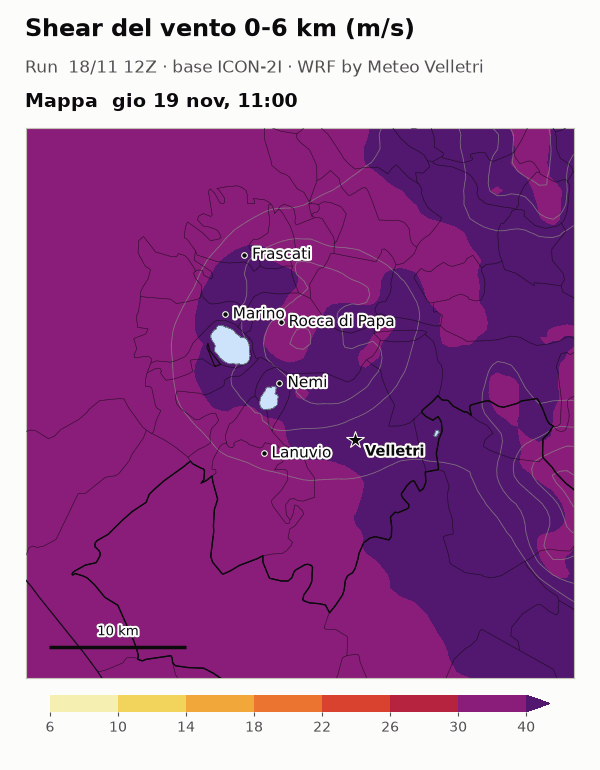 Shear del vento 0-6 km (m/s)
Run  18/11 12Z · base ICON-2I · WRF by Meteo Velletri
Mappa  gio 19 nov, 11:00
Frascati
Marino
Rocca di Papa
Nemi
Velletri
Lanuvio
10 km
6 10 14 18 22 26 30 40